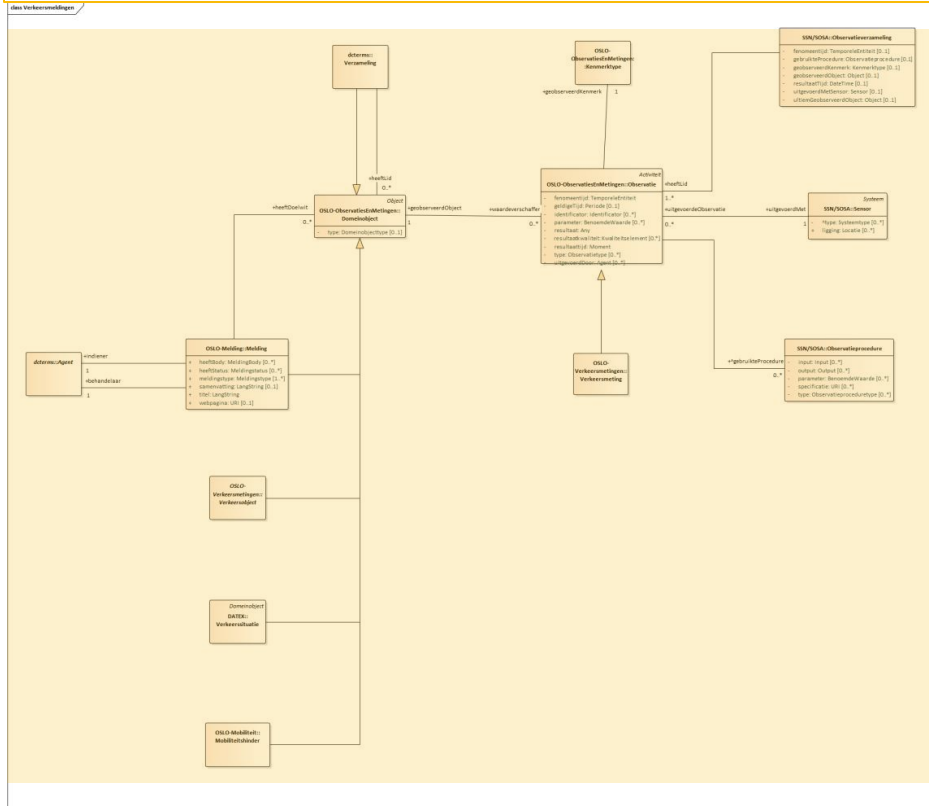 class Verkeersmeldingen
dcterms::
Versameling
OSLO-
ObservatiesEnMetingen:
:Kenmerktype
+geobserveerdKenmerk 1
SSN/SOSA::Observatieversameling
- fenomeentijd: TemporeleEntiteit [0..1]
- gebruikteProcedure: Observatieprocedure [0..1]
- geobserveerdKenmerk: Kenmerktype [0..1]
- geobserveerdObject: Object [0..1]
- resultaatTijd: DateTime [0..1]
- uitgevoerdMetSensor: Sensor [0..1]
- ultiemGeobserveerdObject: Object [0..1]
+heeftLid
0..*
Object
OSLO-ObservatiesEnMetingen::
Domeinobject
- type: Domeinobjecttype [0..1]
+heeftDoelwit
0..*
+geobserveerdObject
1
+waardeverschaffer
0..*
Activiteit
OSLO-ObservatiesEnMetingen::Observatie
- fenomeentijd: TemporeleEntiteit
- geldigeTijd: Periode [0..1]
- identificator: Identificator [0..*]
- parameter: BenoemdeWaarde [0..*]
- resultaat: Any
- resultaatkwaliteit: Kwaliteitselement [0..*]
- resultaattijd: Moment
- type: Observatietype [0..*]
- uitgevoerdDoor: Agent [0..*]
+heeftLid
1..*
+uitgevoerdeObservatie
0..*
+uitgevoerdMet
1
Systeem
SSN/SOSA::Sensor
- ^type: Systeemtype [0..*]
+ ligging: Locatie [0..*]
dcterms::Agent
+indiener
1
+behandelaar
1
OSLO-Melding::Melding
+ heeftBody: MeldingBody [0..*]
+ heeftStatus: Meldingstatus [0..*]
+ meldingstype: Meldingstype [1..*]
+ samenvatting: LangString [0..1]
+ titel: LangString
+ webpagina: URI [0..1]
OSLO-
Verkeersmetingen::
Verkeersmeting
+^gebruikteProcedure
0..*
SSN/SOSA::Observatieprocedure
- input: Input [0..*]
- output: Output [0..*]
- parameter: BenoemdeWaarde [0..*]
- specificatie: URI [0..*]
- type: Observatieproceduretype [0..*]
OSLO-
Verkeersmetingen::
Verkeersobject
Domeinobject
DATEX::
Verkeerssituatie
OSLO-Mobiliteit::
Mobiliteitshinder